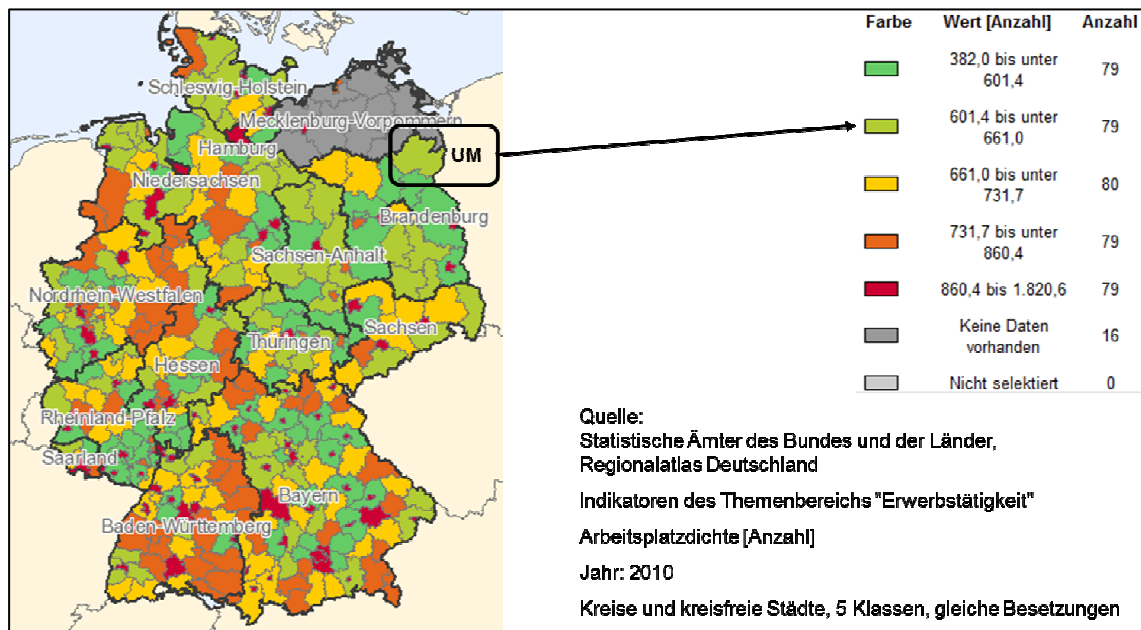 Schleswig-Holstein
Mecklenburg-Vorpommern
Hamburg
Niedersachsen
UM
Brandenburg
Sachsen-Anhalt
Nordrhein-Westfalen
Sachsen
Thüringen
Hessen
Rheinland-Pfalz
Saarland
Bayern
Baden-Württemberg
Farbe Wert [Anzahl] Anzahl
382,0 bis unter
601,4 79
601,4 bis unter
661,0 79
661,0 bis unter
731,7 80
731,7 bis unter
860,4 79
860,4 bis 1.820,6 79
Keine Daten
vorhanden 16
Nicht selektiert 0
Quelle:
Statistische Ämter des Bundes und der Länder,
Regionalatlas Deutschland
Indikatoren des Themenbereichs "Erwerbstätigkeit"
Arbeitsplatzdichte [Anzahl]
Jahr: 2010
Kreise und kreisfreie Städte, 5 Klassen, gleiche Besetzungen